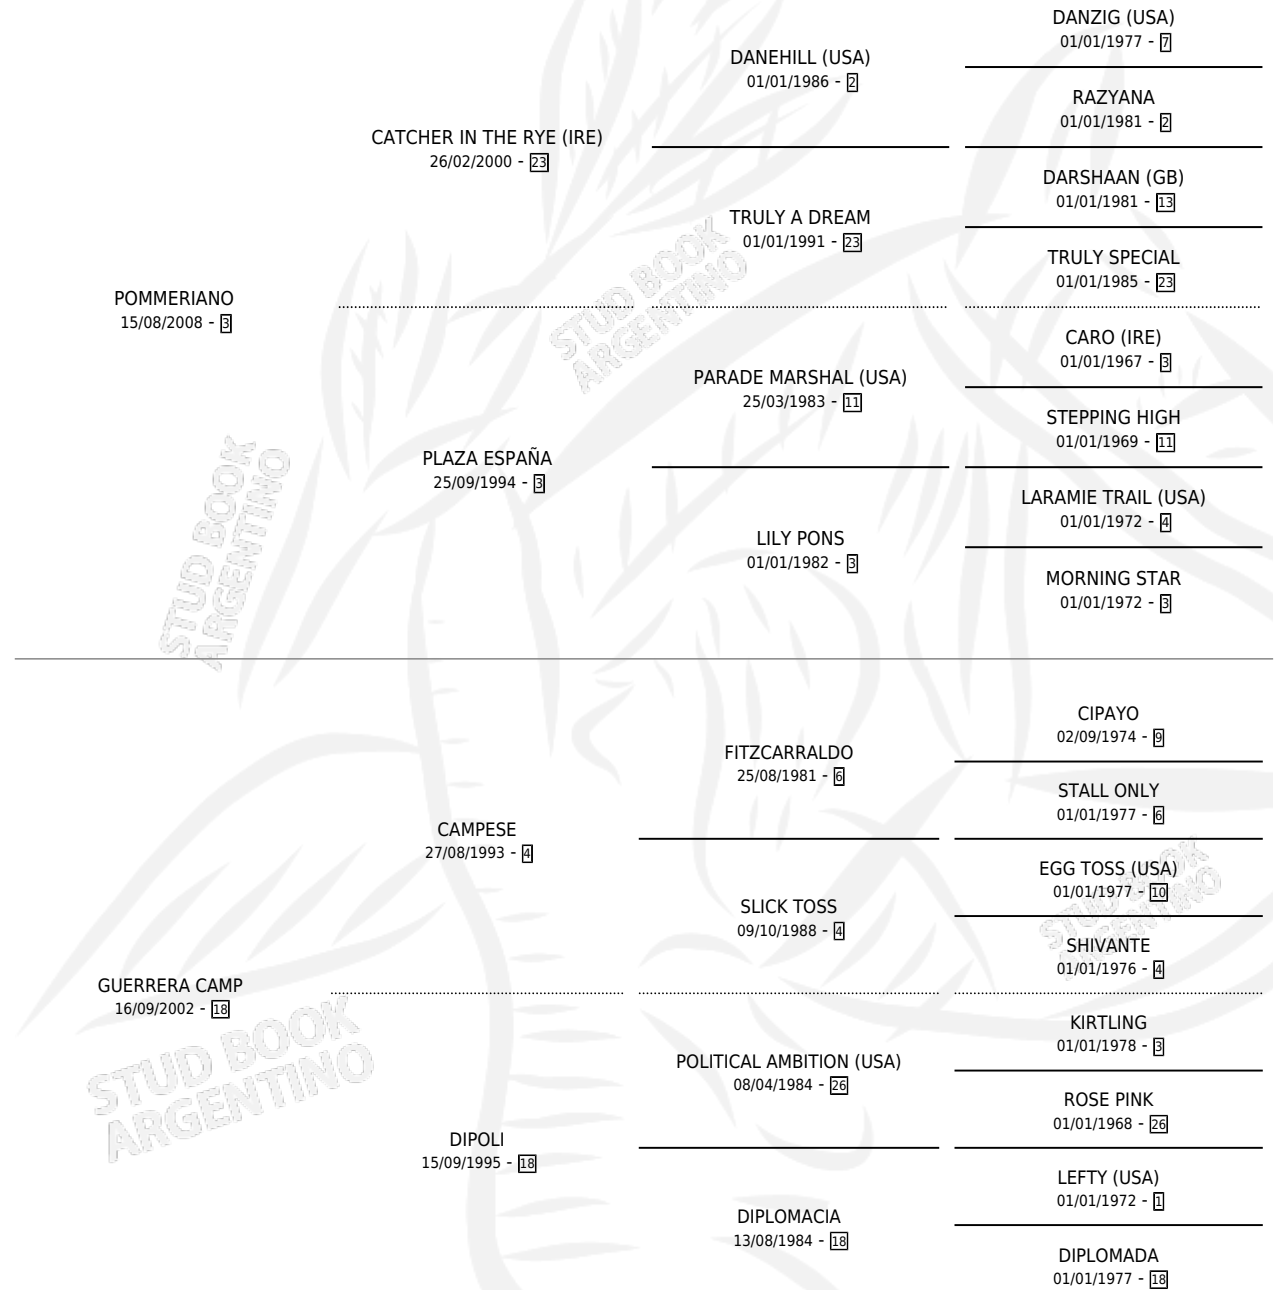 DANZIG (USA)
01/01/1977 - 7
DANEHILL (USA)
01/01/1986 - 2
RAZYANA
01/01/1981 - 2
CATCHER IN THE RYE (IRE)
26/02/2000 - 23
DARSHAAN (GB)
01/01/1981 - 13
TRULY A DREAM
01/01/1991 - 23
TRULY SPECIAL
01/01/1985 - 23
POMMERIANO
15/08/2008 - 3
CARO (IRE)
01/01/1967 - 3
PARADE MARSHAL (USA)
25/03/1983 - 11
STEPPING HIGH
01/01/1969 - 11
PLAZA ESPAÑA
25/09/1994 - 3
LARAMIE TRAIL (USA)
01/01/1972 - 4
LILY PONS
01/01/1982 - 3
MORNING STAR
01/01/1972 - 3
CIPAYO
02/09/1974 - 9
FITZCARRALDO
25/08/1981 - 6
STALL ONLY
01/01/1977 - 6
CAMPESE
27/08/1993 - 4
EGG TOSS (USA)
01/01/1977 - 10
SLICK TOSS
09/10/1988 - 4
SHIVANTE
01/01/1976 - 4
GUERRERA CAMP
16/09/2002 - 18
KIRTLING
01/01/1978 - 3
POLITICAL AMBITION (USA)
08/04/1984 - 26
ROSE PINK
01/01/1968 - 26
DIPOLI
15/09/1995 - 18
LEFTY (USA)
01/01/1972 - 1
DIPLOMACIA
13/08/1984 - 18
DIPLOMADA
01/01/1977 - 18
STUD BOOK
ARGENTINO
STUD BOOK
ARGENTINO
STUD BOOK
ARGENTINO
STUD BOOK
ARGENTINO